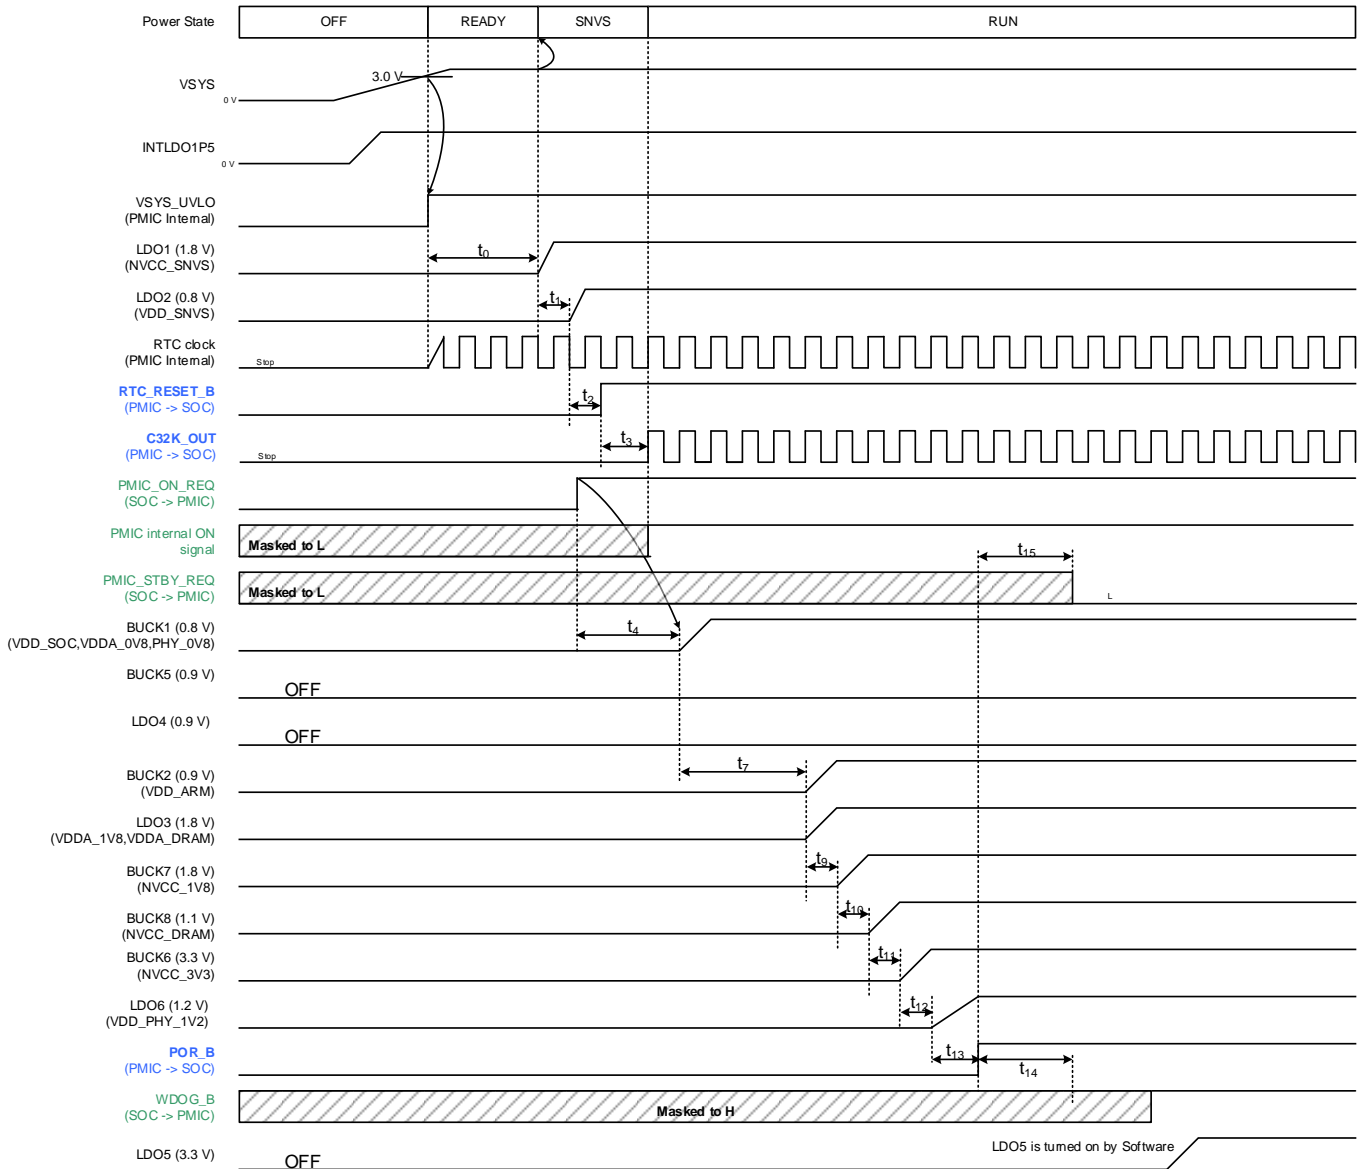 Power State OFF READY SNVS RUN
3.0 V
VSYS
0 V
INTLDO1P5
0 V
VSYS_UVLO
(PMIC Internal)
LDO1 (1.8 V)
(NVCC_SNVS)
t0
LDO2 (0.8 V)
(VDD_SNVS)
t1
RTC clock
(PMIC Internal)
Stop
RTC_RESET_B
(PMIC -> SOC)
t2
C32K_OUT
(PMIC -> SOC)
Stop
t3
PMIC_ON_REQ
(SOC -> PMIC)
PMIC internal ON
signal
Masked to L
t15
PMIC_STBY_REQ
(SOC -> PMIC)
Masked to L
L
BUCK1 (0.8 V)
(VDD_SOC,VDDA_0V8,PHY_0V8)
t4
BUCK5 (0.9 V)
OFF
LDO4 (0.9 V)
OFF
BUCK2 (0.9 V)
(VDD_ARM)
t7
LDO3 (1.8 V)
(VDDA_1V8,VDDA_DRAM)
BUCK7 (1.8 V)
(NVCC_1V8)
t9
BUCK8 (1.1 V)
(NVCC_DRAM)
t10
BUCK6 (3.3 V)
(NVCC_3V3)
t11
LDO6 (1.2 V)
(VDD_PHY_1V2)
t12
POR_B
(PMIC -> SOC)
t13
t14
WDOG_B
(SOC -> PMIC)
Masked to H
LDO5 (3.3 V)
OFF
LDO5 is turned on by Software